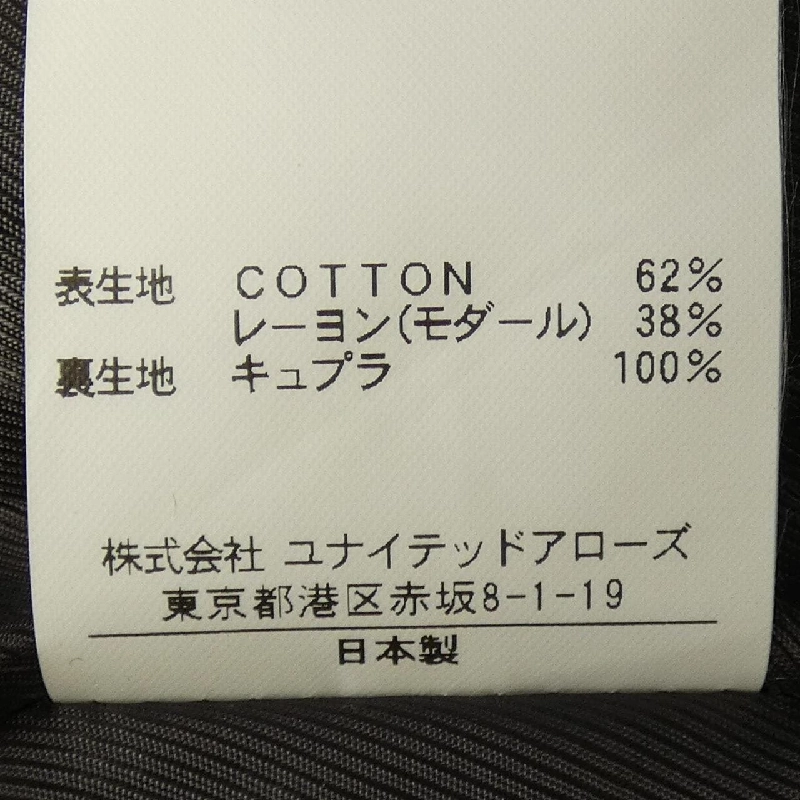 表生地 COTTON 62%
レーヨン(モダール) 38%
裏生地 キュプラ 100%
株式会社 ユナイテッドアローズ
東京都港区赤坂8-1-19
日本製